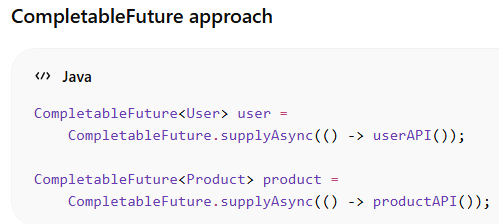 CompletableFuture approach
</> Java
CompletableFuture<User> user =
    CompletableFuture.supplyAsync(() -> userAPI());
CompletableFuture<Product> product =
    CompletableFuture.supplyAsync(() -> productAPI());